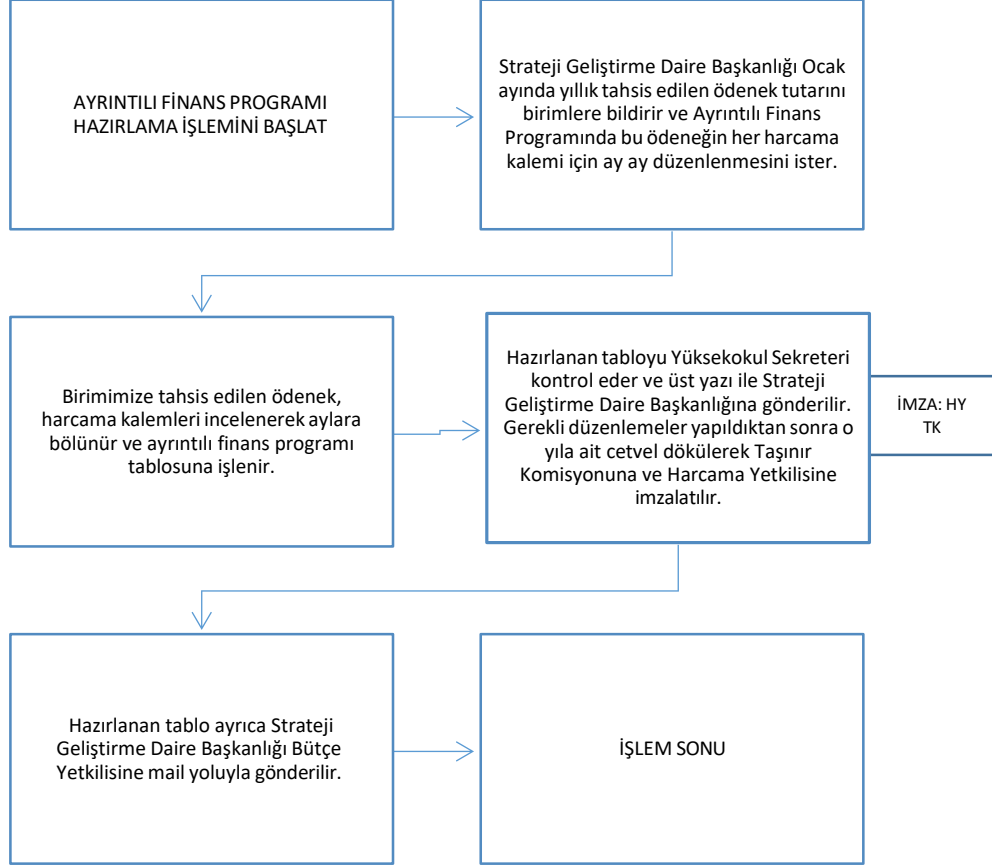 AYRINTILI FİNANS PROGRAMI
HAZIRLAMA İŞLEMİNİ BAŞLAT
Strateji Geliştirme Daire Başkanlığı Ocak
ayında yıllık tahsis edilen ödenek tutarını
birimlere bildirir ve Ayrıntılı Finans
Programında bu ödeneğin her harcama
kalemi için ay ay düzenlenmesini ister.
Birimimize tahsis edilen ödenek,
harcama kalemleri incelenerek aylara
bölünür ve ayrıntılı finans programı
tablosuna işlenir.
Hazırlanan tabloyu Yüksekokul Sekreteri
kontrol eder ve üst yazı ile Strateji
Geliştirme Daire Başkanlığına gönderilir.
Gerekli düzenlemeler yapıldıktan sonra o
yıla ait cetvel dökülerek Taşınır
Komisyonuna ve Harcama Yetkilisine
imzalatılır.
İMZA: HY
TK
Hazırlanan tablo ayrıca Strateji
Geliştirme Daire Başkanlığı Bütçe
Yetkilisine mail yoluyla gönderilir.
İŞLEM SONU